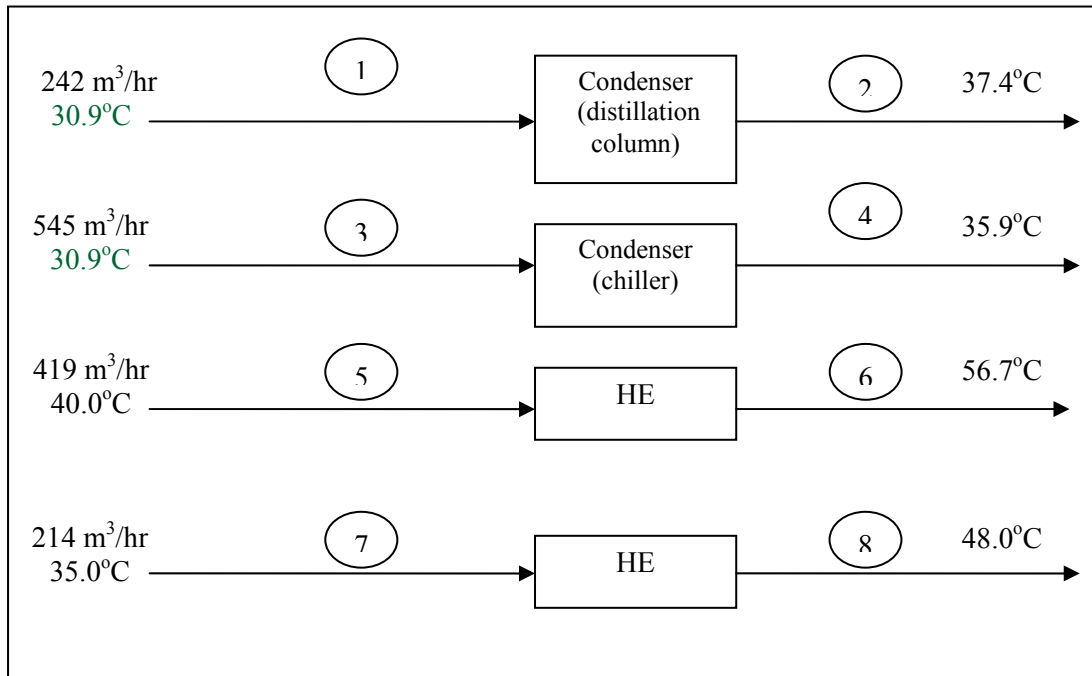 242 m³/hr
30.9°C
1
Condenser
(distillation
column)
2
37.4°C
545 m³/hr
30.9°C
3
Condenser
(chiller)
4
35.9°C
419 m³/hr
40.0°C
5
HE
6
56.7°C
214 m³/hr
35.0°C
7
HE
8
48.0°C